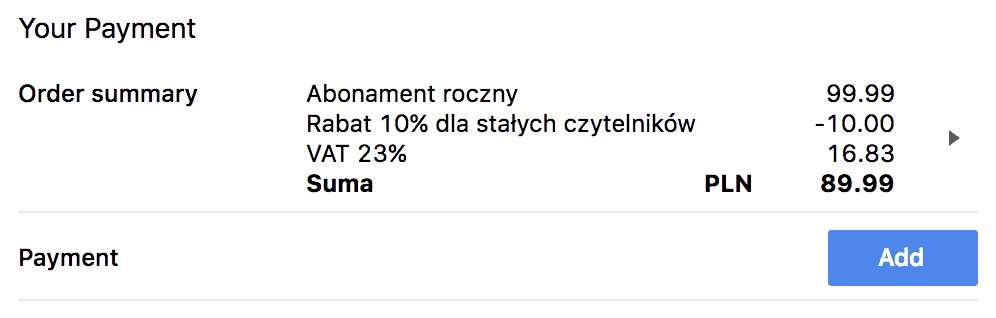 Your Payment
Order summary
Abonament roczny 99.99
Rabat 10% dla stałych czytelników -10.00
VAT 23% 16.83
Suma PLN 89.99
Payment Add